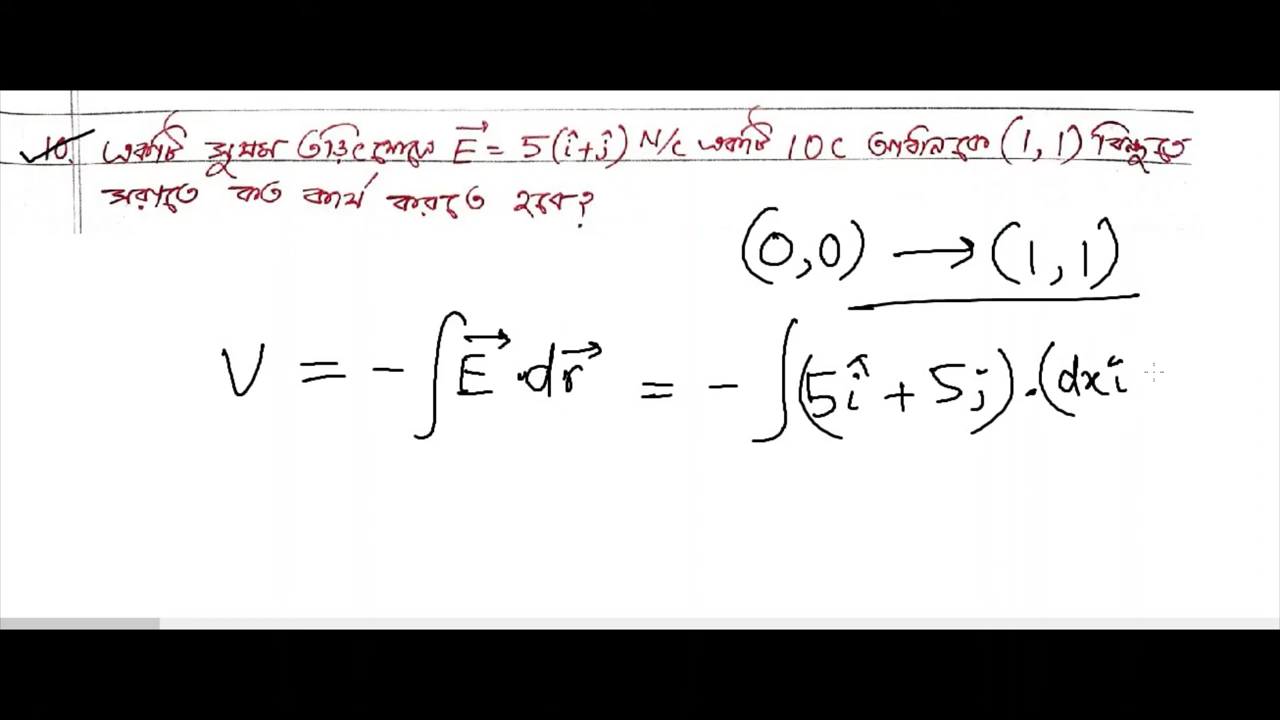 10. একটি সুষম তড়িৎক্ষেত্রে E⃗ = 5(î+ĵ) N/C একটি 10C আধানকে (1,1) বিন্দুতে
সরাতে কত কার্য করতে হবে?
(0,0) → (1,1)
V = - ∫ E⃗ . dr⃗ = - ∫ (5î + 5j) . (dxî